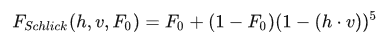 F_{Schlick}(h, v, F_0) = F_0 + (1 − F_0)(1 − (h · v))^5